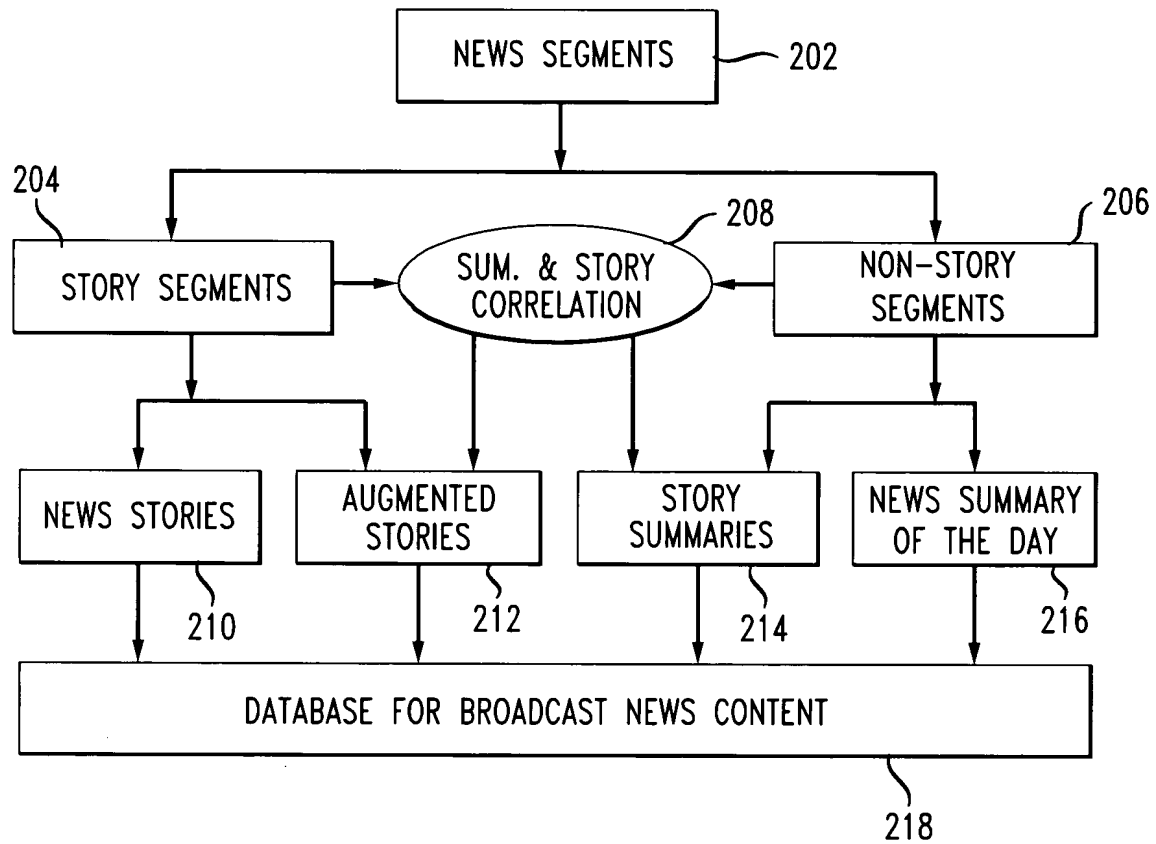 NEWS SEGMENTS
202
204
208
206
STORY SEGMENTS
SUM. & STORY
CORRELATION
NON-STORY
SEGMENTS
NEWS STORIES
AUGMENTED
STORIES
STORY
SUMMARIES
NEWS SUMMARY
OF THE DAY
210
212
214
216
DATABASE FOR BROADCAST NEWS CONTENT
218